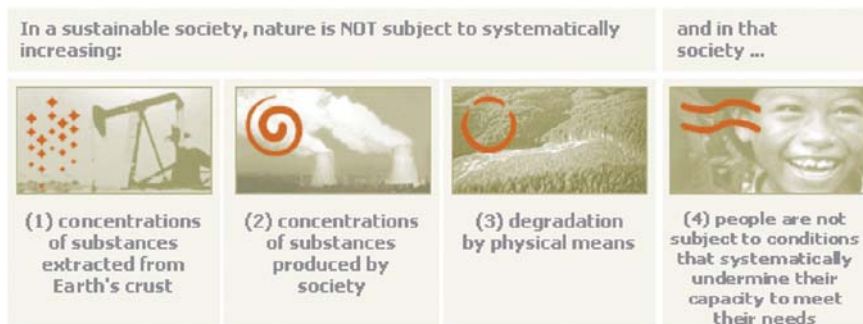 In a sustainable society, nature is NOT subject to systematically
increasing:
and in that
society ...
(1) concentrations
of substances
extracted from
Earth's crust
(2) concentrations
of substances
produced by
society
(3) degradation
by physical means
(4) people are not
subject to conditions
that systematically
undermine their
capacity to meet
their needs